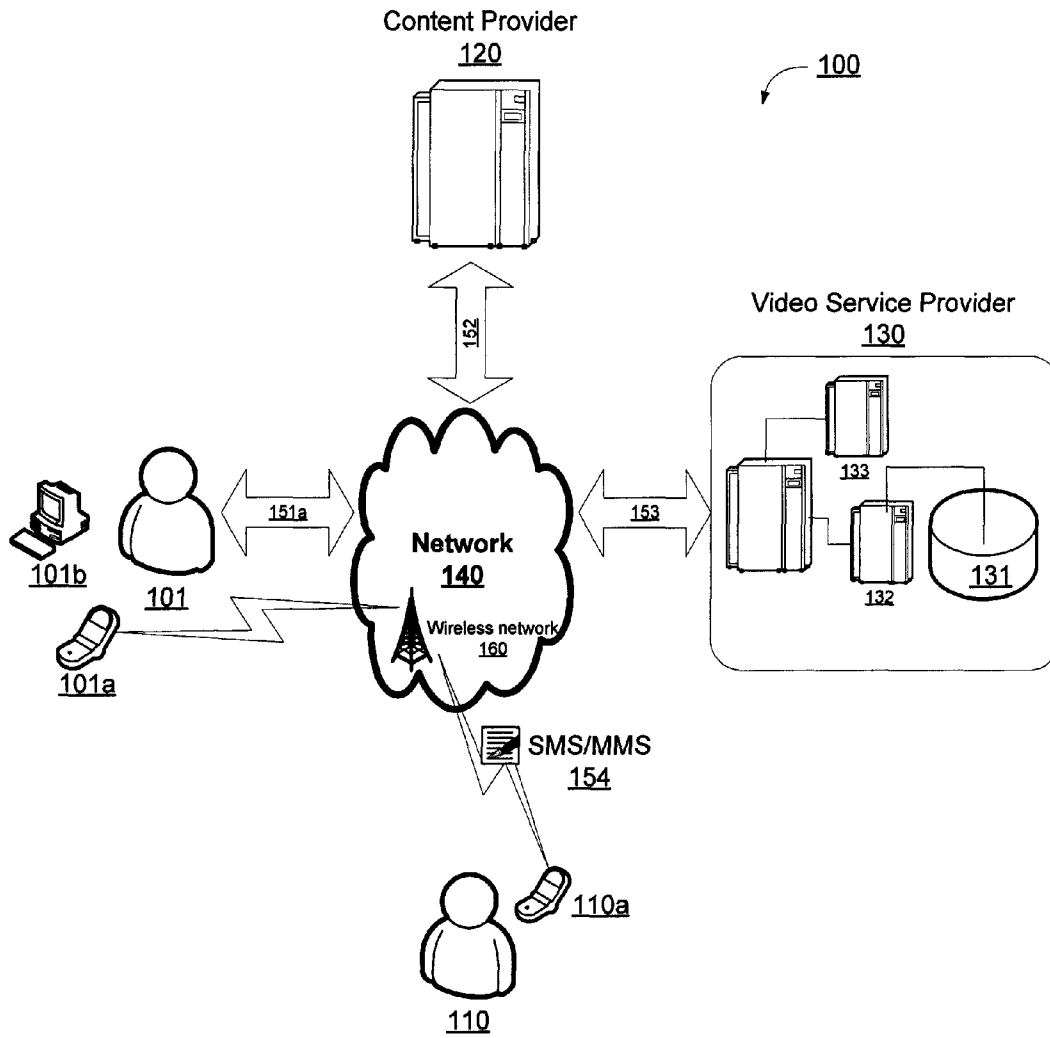 Content Provider
120
100
152
Video Service Provider
130
133
132
131
153
151a
Network
140
Wireless network
160
101b
101
101a
SMS/MMS
154
110a
110